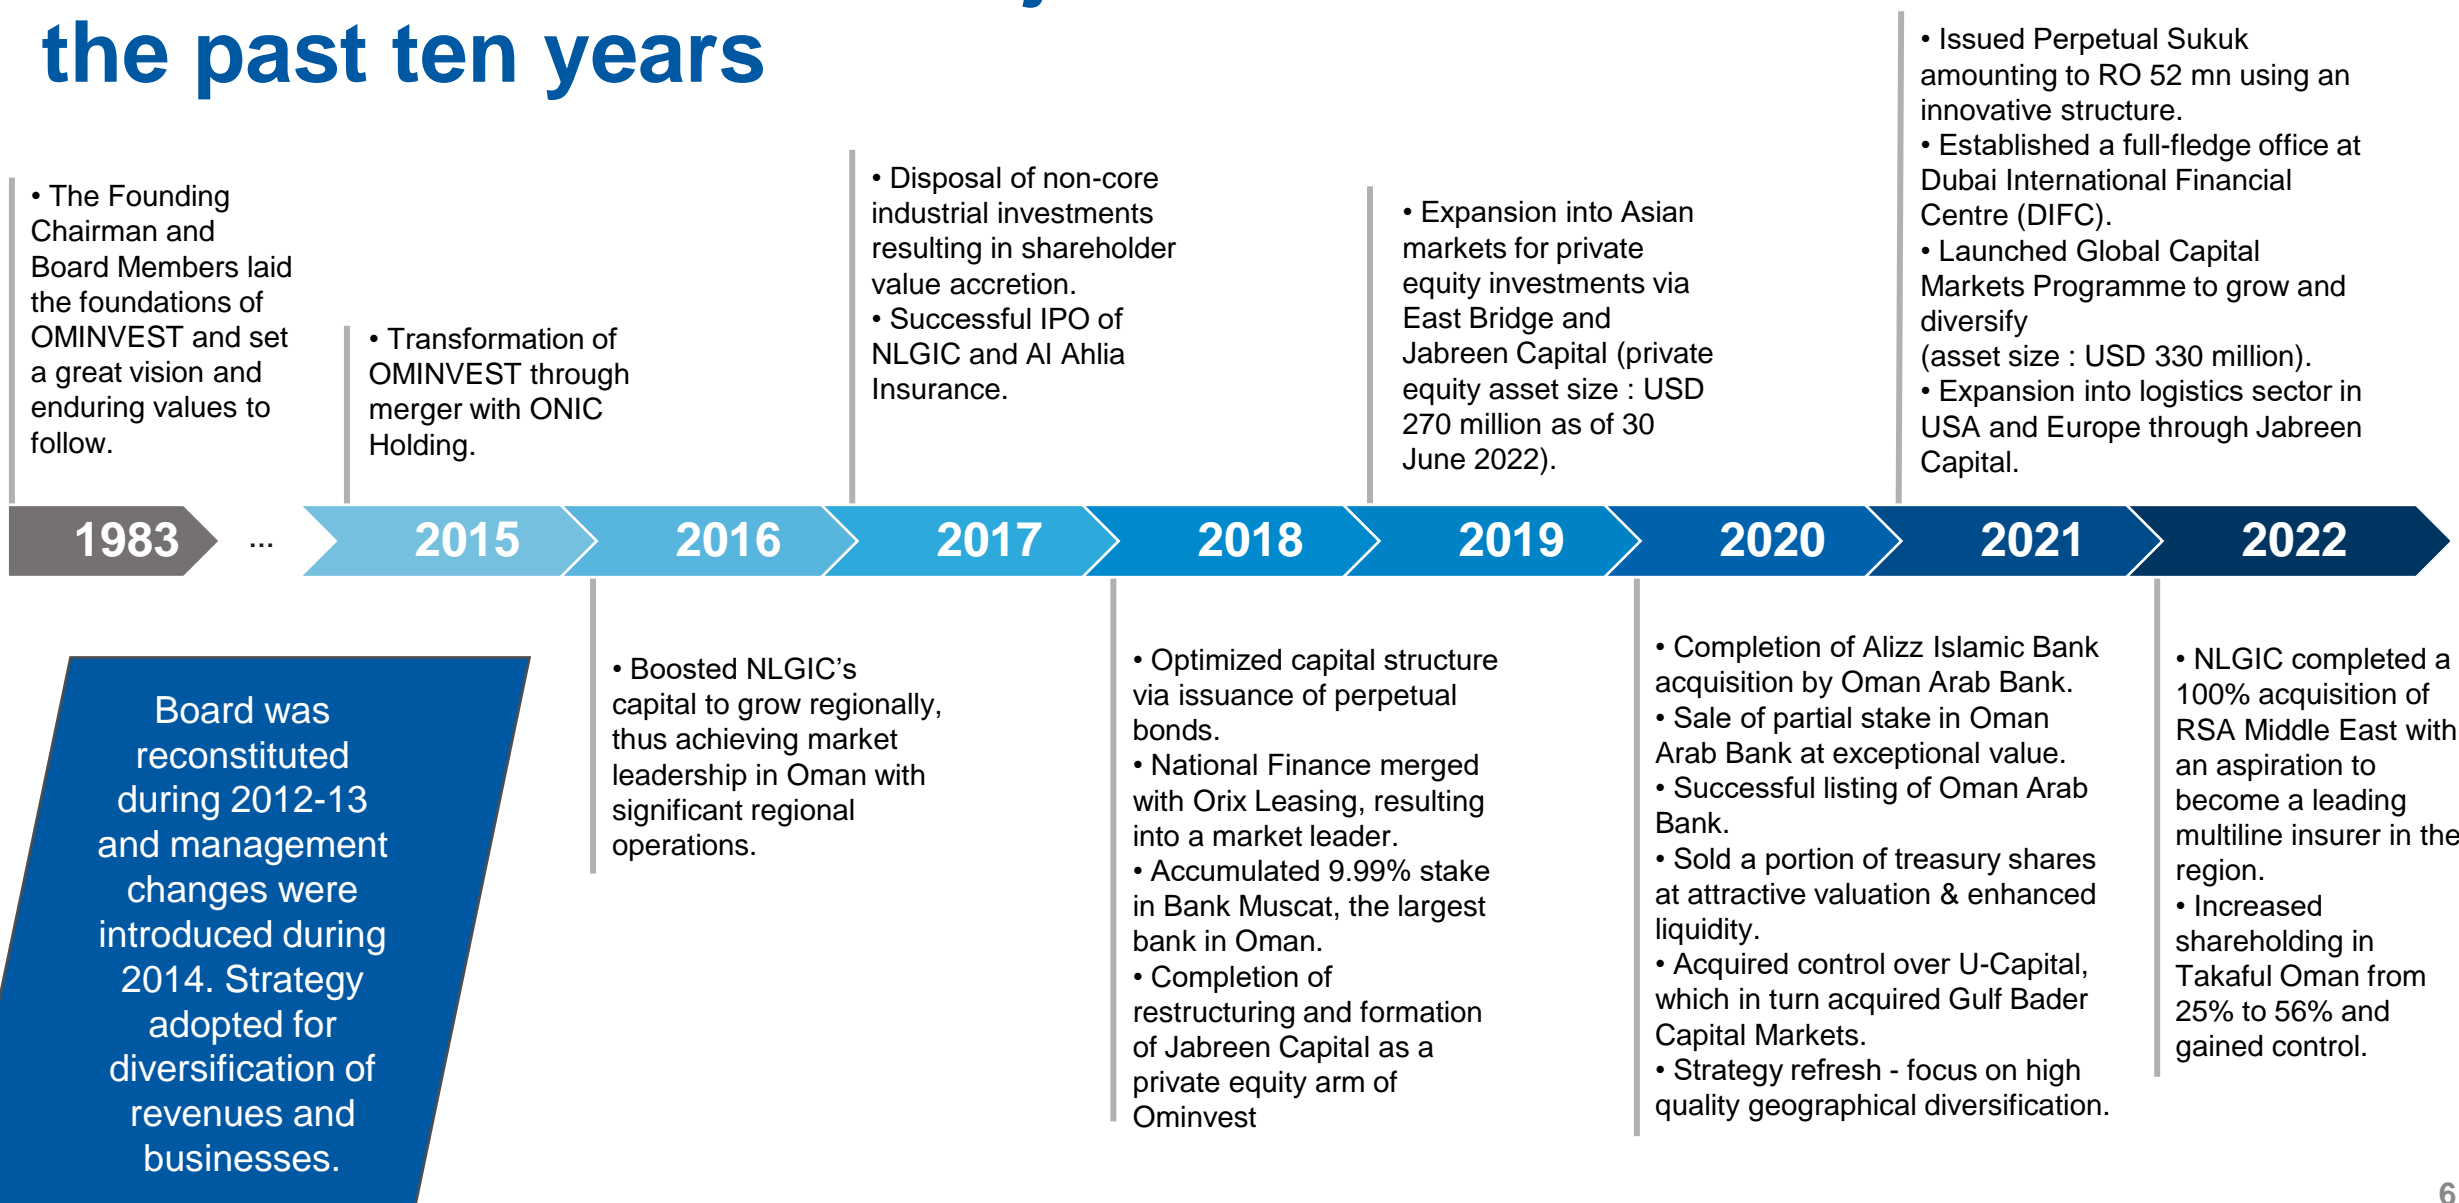 the past ten years
• The Founding
Chairman and
Board Members laid
the foundations of
OMINVEST and set
a great vision and
enduring values to
follow.
• Transformation of
OMINVEST through
merger with ONIC
Holding.
• Disposal of non-core
industrial investments
resulting in shareholder
value accretion.
• Successful IPO of
NLGIC and Al Ahlia
Insurance.
• Expansion into Asian
markets for private
equity investments via
East Bridge and
Jabreen Capital (private
equity asset size : USD
270 million as of 30
June 2022).
• Issued Perpetual Sukuk
amounting to RO 52 mn using an
innovative structure.
• Established a full-fledge office at
Dubai International Financial
Centre (DIFC).
• Launched Global Capital
Markets Programme to grow and
diversify
(asset size : USD 330 million).
• Expansion into logistics sector in
USA and Europe through Jabreen
Capital.
1983 ... 2015 2016 2017 2018 2019 2020 2021 2022
Board was
reconstituted
during 2012-13
and management
changes were
introduced during
2014. Strategy
adopted for
diversification of
revenues and
businesses.
• Boosted NLGIC’s
capital to grow regionally,
thus achieving market
leadership in Oman with
significant regional
operations.
• Optimized capital structure
via issuance of perpetual
bonds.
• National Finance merged
with Orix Leasing, resulting
into a market leader.
• Accumulated 9.99% stake
in Bank Muscat, the largest
bank in Oman.
• Completion of
restructuring and formation
of Jabreen Capital as a
private equity arm of
Ominvest
• Completion of Alizz Islamic Bank
acquisition by Oman Arab Bank.
• Sale of partial stake in Oman
Arab Bank at exceptional value.
• Successful listing of Oman Arab
Bank.
• Sold a portion of treasury shares
at attractive valuation & enhanced
liquidity.
• Acquired control over U-Capital,
which in turn acquired Gulf Bader
Capital Markets.
• Strategy refresh - focus on high
quality geographical diversification.
• NLGIC completed a
100% acquisition of
RSA Middle East with
an aspiration to
become a leading
multiline insurer in the
region.
• Increased
shareholding in
Takaful Oman from
25% to 56% and
gained control.
6